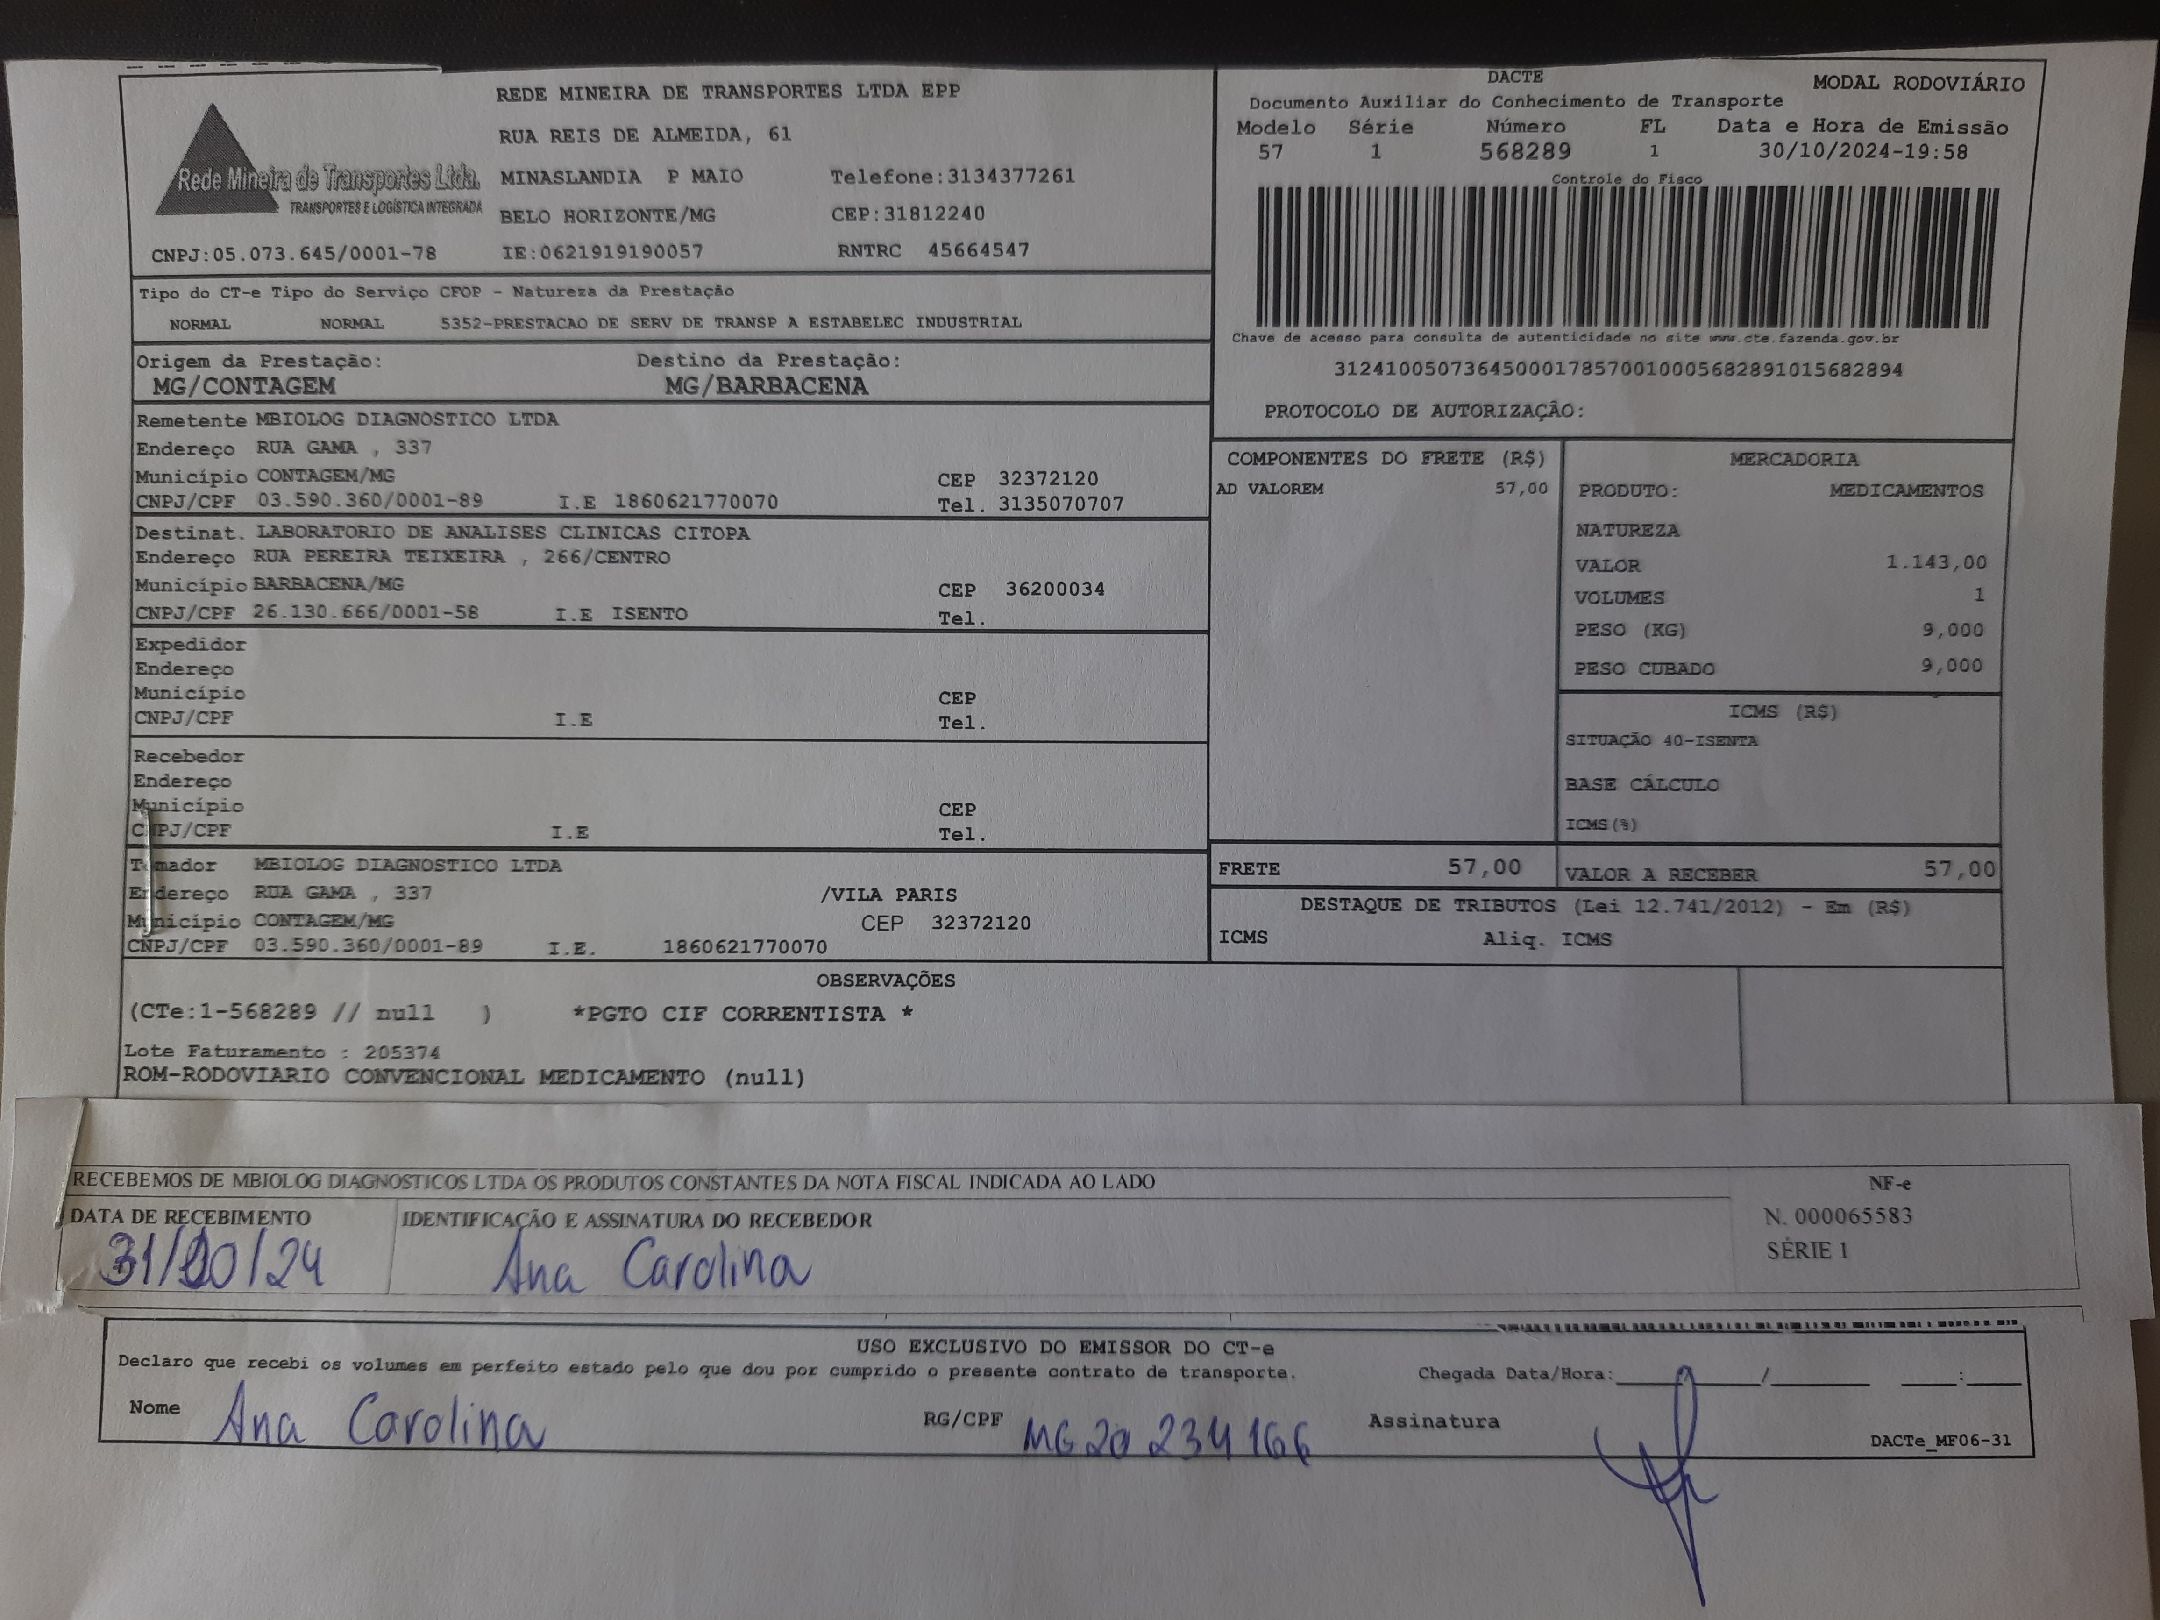 REDE MINEIRA DE TRANSPORTES LTDA EPP
RUA REIS DE ALMEIDA, 61
Rede Mineira de Transportes Ltda.
TRANSPORTES E LOGÍSTICA INTEGRADA
MINASLANDIA P MAIO Telefone:3134377261
BELO HORIZONTE/MG CEP:31812240
CNPJ:05.073.645/0001-78 IE:0621919190057 RNTRC 45664547
DACTE MODAL RODOVIÁRIO
Documento Auxiliar do Conhecimento de Transporte
Modelo Série Número FL Data e Hora de Emissão
57 1 568289 1 30/10/2024-19:58
Controle do Fisco
Chave de acesso para consulta de autenticidade no site www.cte.fazenda.gov.br
31241005073645000178570010005682891015682894
PROTOCOLO DE AUTORIZAÇÃO:
Tipo do CT-e Tipo do Serviço CFOP - Natureza da Prestação
NORMAL NORMAL 5352-PRESTACAO DE SERV DE TRANSP A ESTABELEC INDUSTRIAL
Origem da Prestação: Destino da Prestação:
MG/CONTAGEM MG/BARBACENA
Remetente MBIOLOG DIAGNOSTICO LTDA
Endereço RUA GAMA , 337
Município CONTAGEM/MG CEP 32372120
CNPJ/CPF 03.590.360/0001-89 I.E 1860621770070 Tel. 3135070707
Destinat. LABORATORIO DE ANALISES CLINICAS CITOPA
Endereço RUA PEREIRA TEIXEIRA , 266/CENTRO
Município BARBACENA/MG CEP 36200034
CNPJ/CPF 26.130.666/0001-58 I.E ISENTO Tel.
Expedidor
Endereço
Município CEP
CNPJ/CPF I.E Tel.
Recebedor
Endereço
Município CEP
CNPJ/CPF I.E Tel.
Tomador MBIOLOG DIAGNOSTICO LTDA
Endereço RUA GAMA , 337 /VILA PARIS
Município CONTAGEM/MG CEP 32372120
CNPJ/CPF 03.590.360/0001-89 I.E. 1860621770070
COMPONENTES DO FRETE (R$)
AD VALOREM 57,00
MERCADORIA
PRODUTO: MEDICAMENTOS
NATUREZA
VALOR 1.143,00
VOLUMES 1
PESO (KG) 9,000
PESO CUBADO 9,000
ICMS (R$)
SITUAÇÃO 40-ISENTA
BASE CÁLCULO
ICMS(%)
FRETE 57,00 VALOR A RECEBER 57,00
DESTAQUE DE TRIBUTOS (Lei 12.741/2012) - Em (R$)
ICMS Aliq. ICMS
OBSERVAÇÕES
(CTe:1-568289 // null ) *PGTO CIF CORRENTISTA *
Lote Faturamento : 205374
ROM-RODOVIARIO CONVENCIONAL MEDICAMENTO (null)
RECEBEMOS DE MBIOLOG DIAGNOSTICOS LTDA OS PRODUTOS CONSTANTES DA NOTA FISCAL INDICADA AO LADO
NF-e
DATA DE RECEBIMENTO IDENTIFICAÇÃO E ASSINATURA DO RECEBEDOR N. 000065583
31/10/24 Ana Carolina SÉRIE 1
USO EXCLUSIVO DO EMISSOR DO CT-e
Declaro que recebi os volumes em perfeito estado pelo que dou por cumprido o presente contrato de transporte. Chegada Data/Hora:____/____ __:__
Nome Ana Carolina RG/CPF MG 20 234 166 Assinatura
DACTe_MF06-31